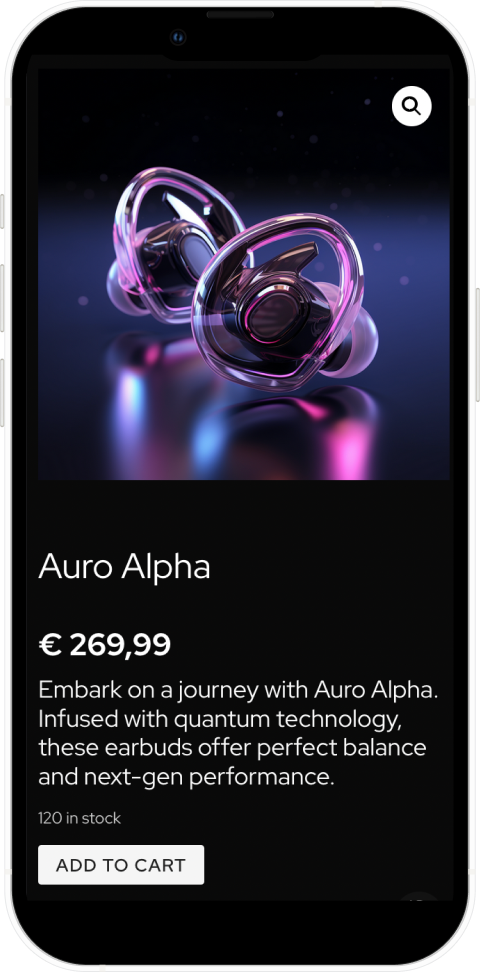 Auro Alpha
€ 269,99
Embark on a journey with Auro Alpha.
Infused with quantum technology,
these earbuds offer perfect balance
and next-gen performance.
120 in stock
ADD TO CART